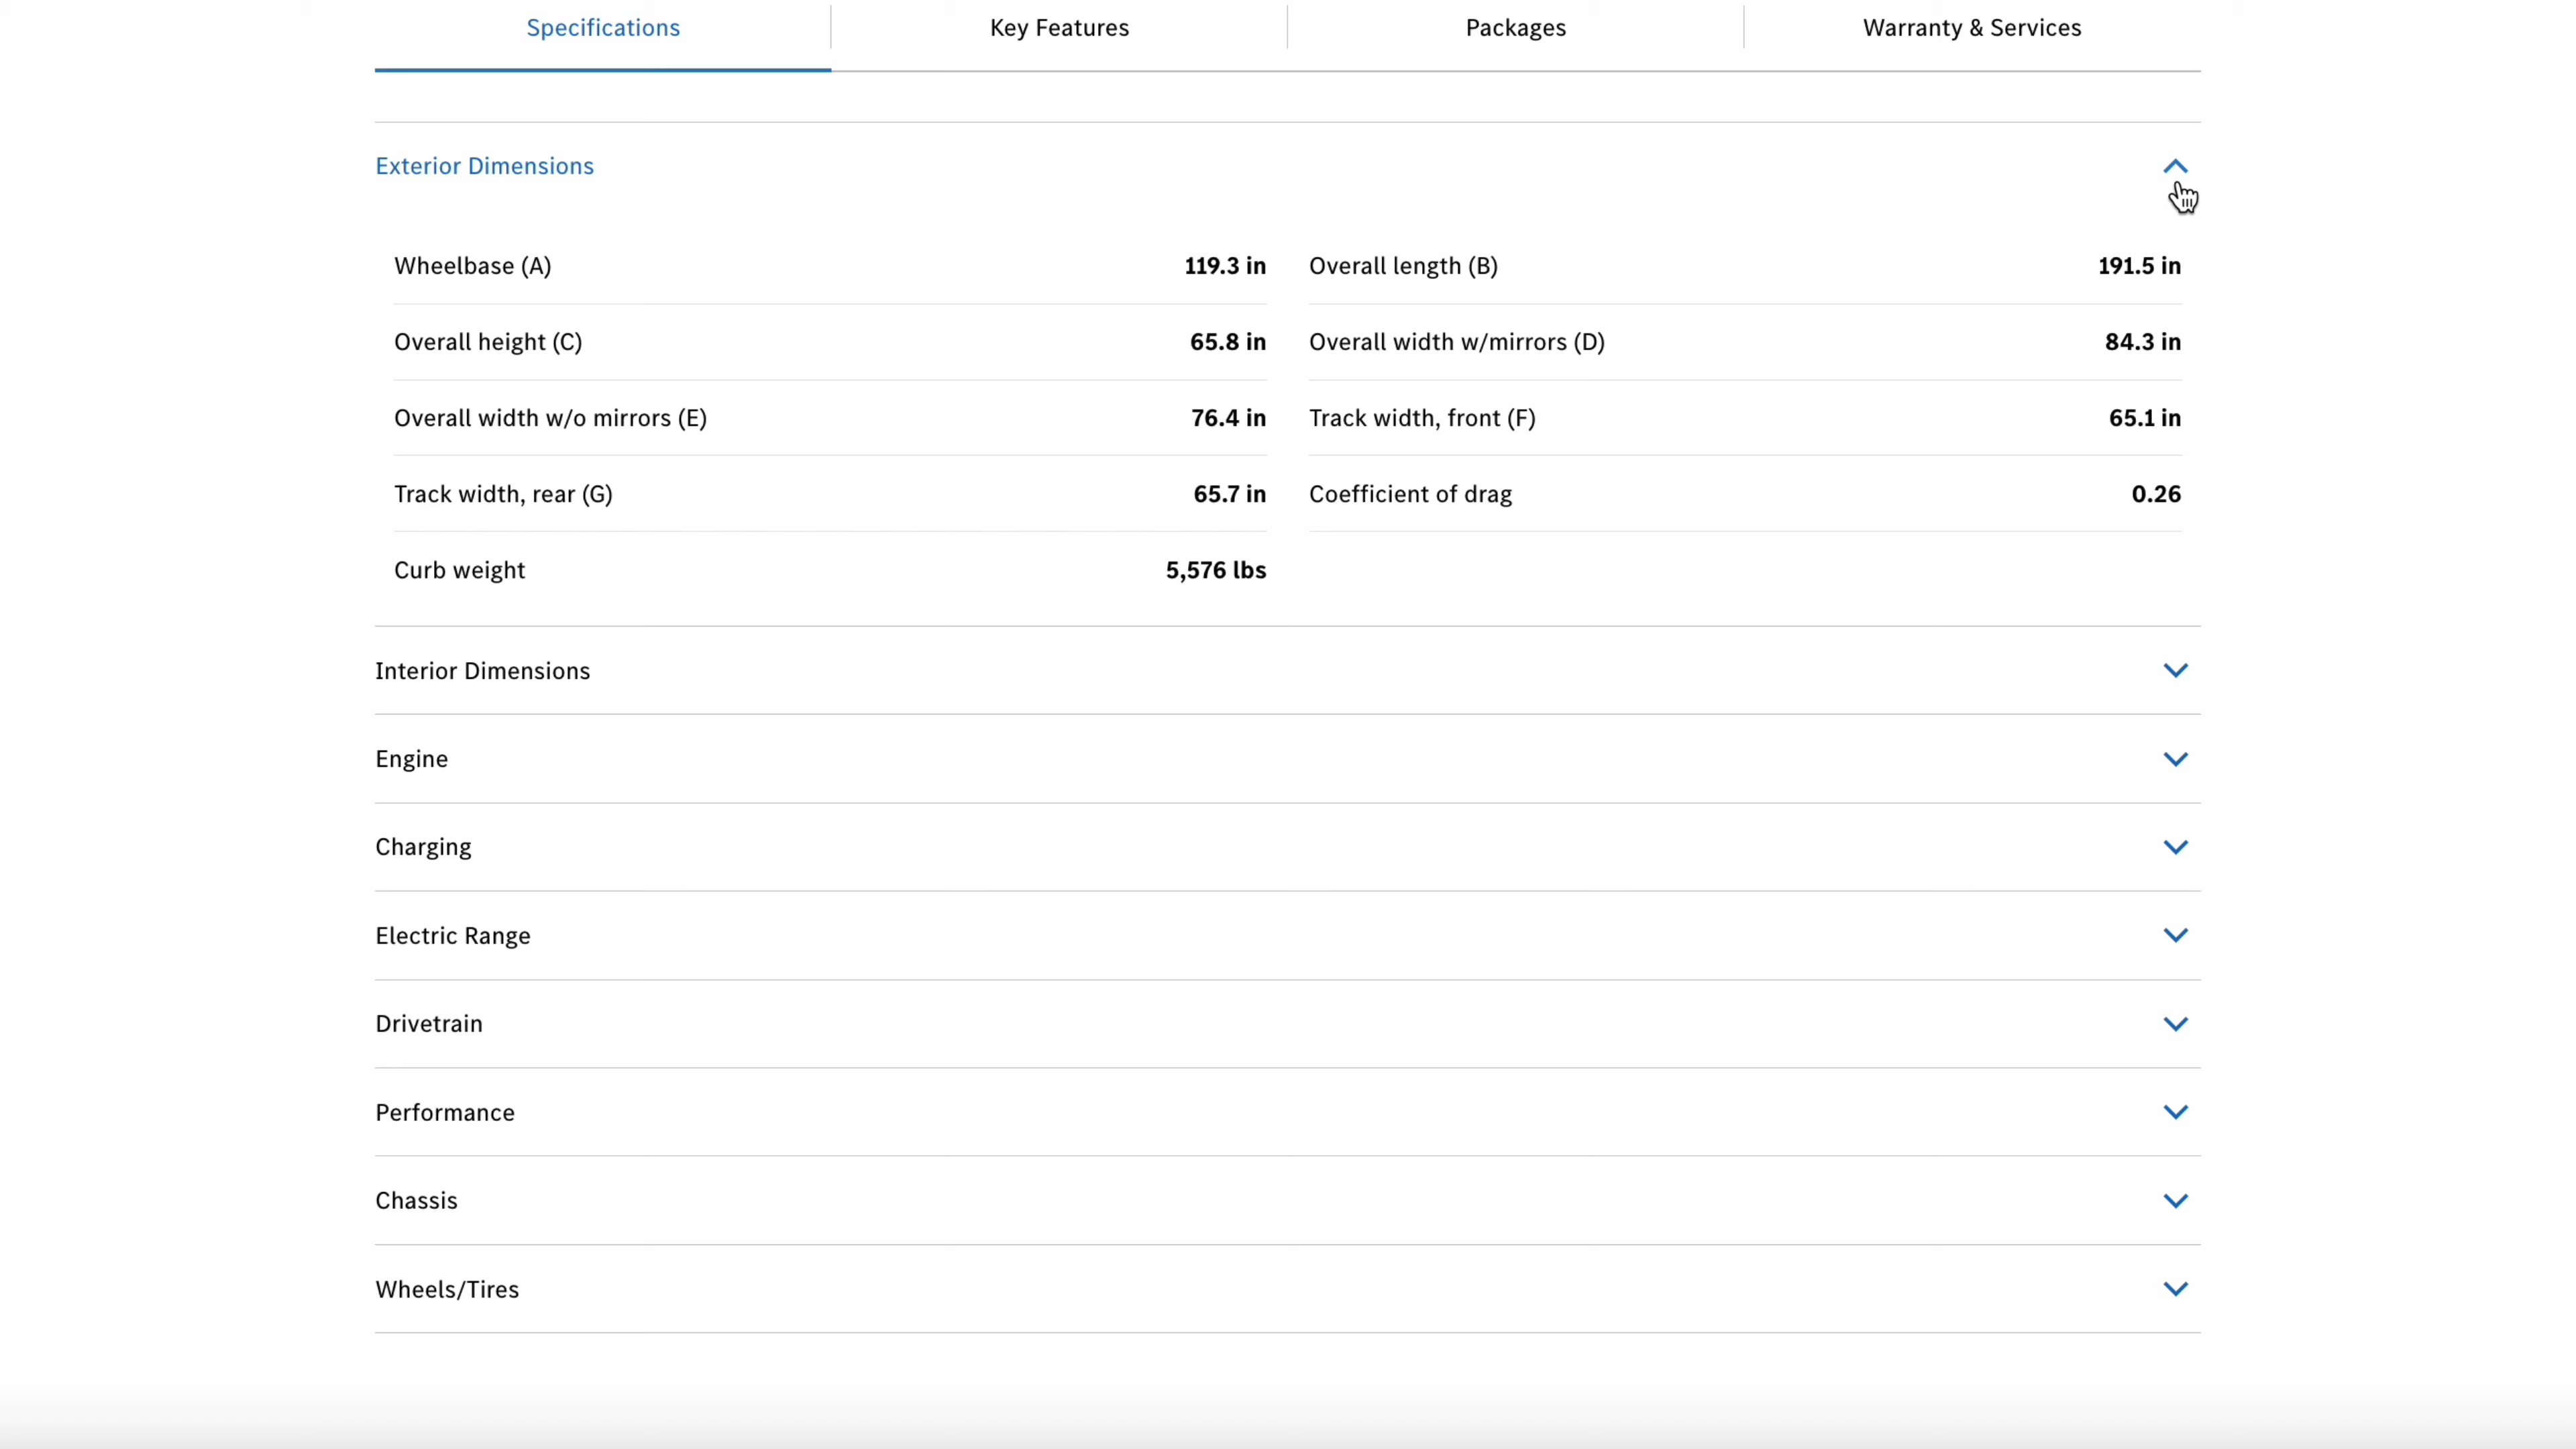 Specifications
Key Features
Packages
Warranty & Services
Exterior Dimensions
Wheelbase (A) 119.3 in
Overall length (B) 191.5 in
Overall height (C) 65.8 in
Overall width w/mirrors (D) 84.3 in
Overall width w/o mirrors (E) 76.4 in
Track width, front (F) 65.1 in
Track width, rear (G) 65.7 in
Coefficient of drag 0.26
Curb weight 5,576 lbs
Interior Dimensions
Engine
Charging
Electric Range
Drivetrain
Performance
Chassis
Wheels/Tires